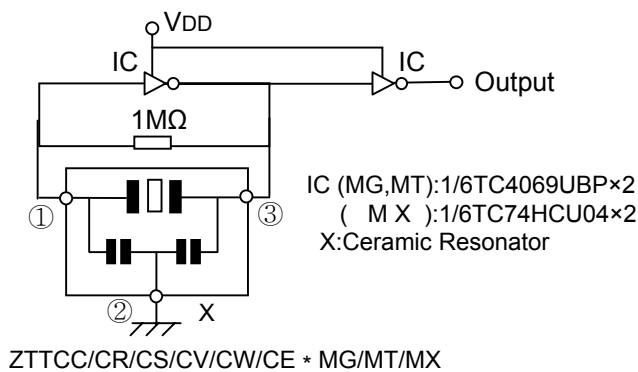 VDD
IC
IC
Output
1MΩ
IC (MG,MT):1/6TC4069UBP×2
( M X ):1/6TC74HCU04×2
X:Ceramic Resonator
①
③
②
X
ZTTCC/CR/CS/CV/CW/CE * MG/MT/MX